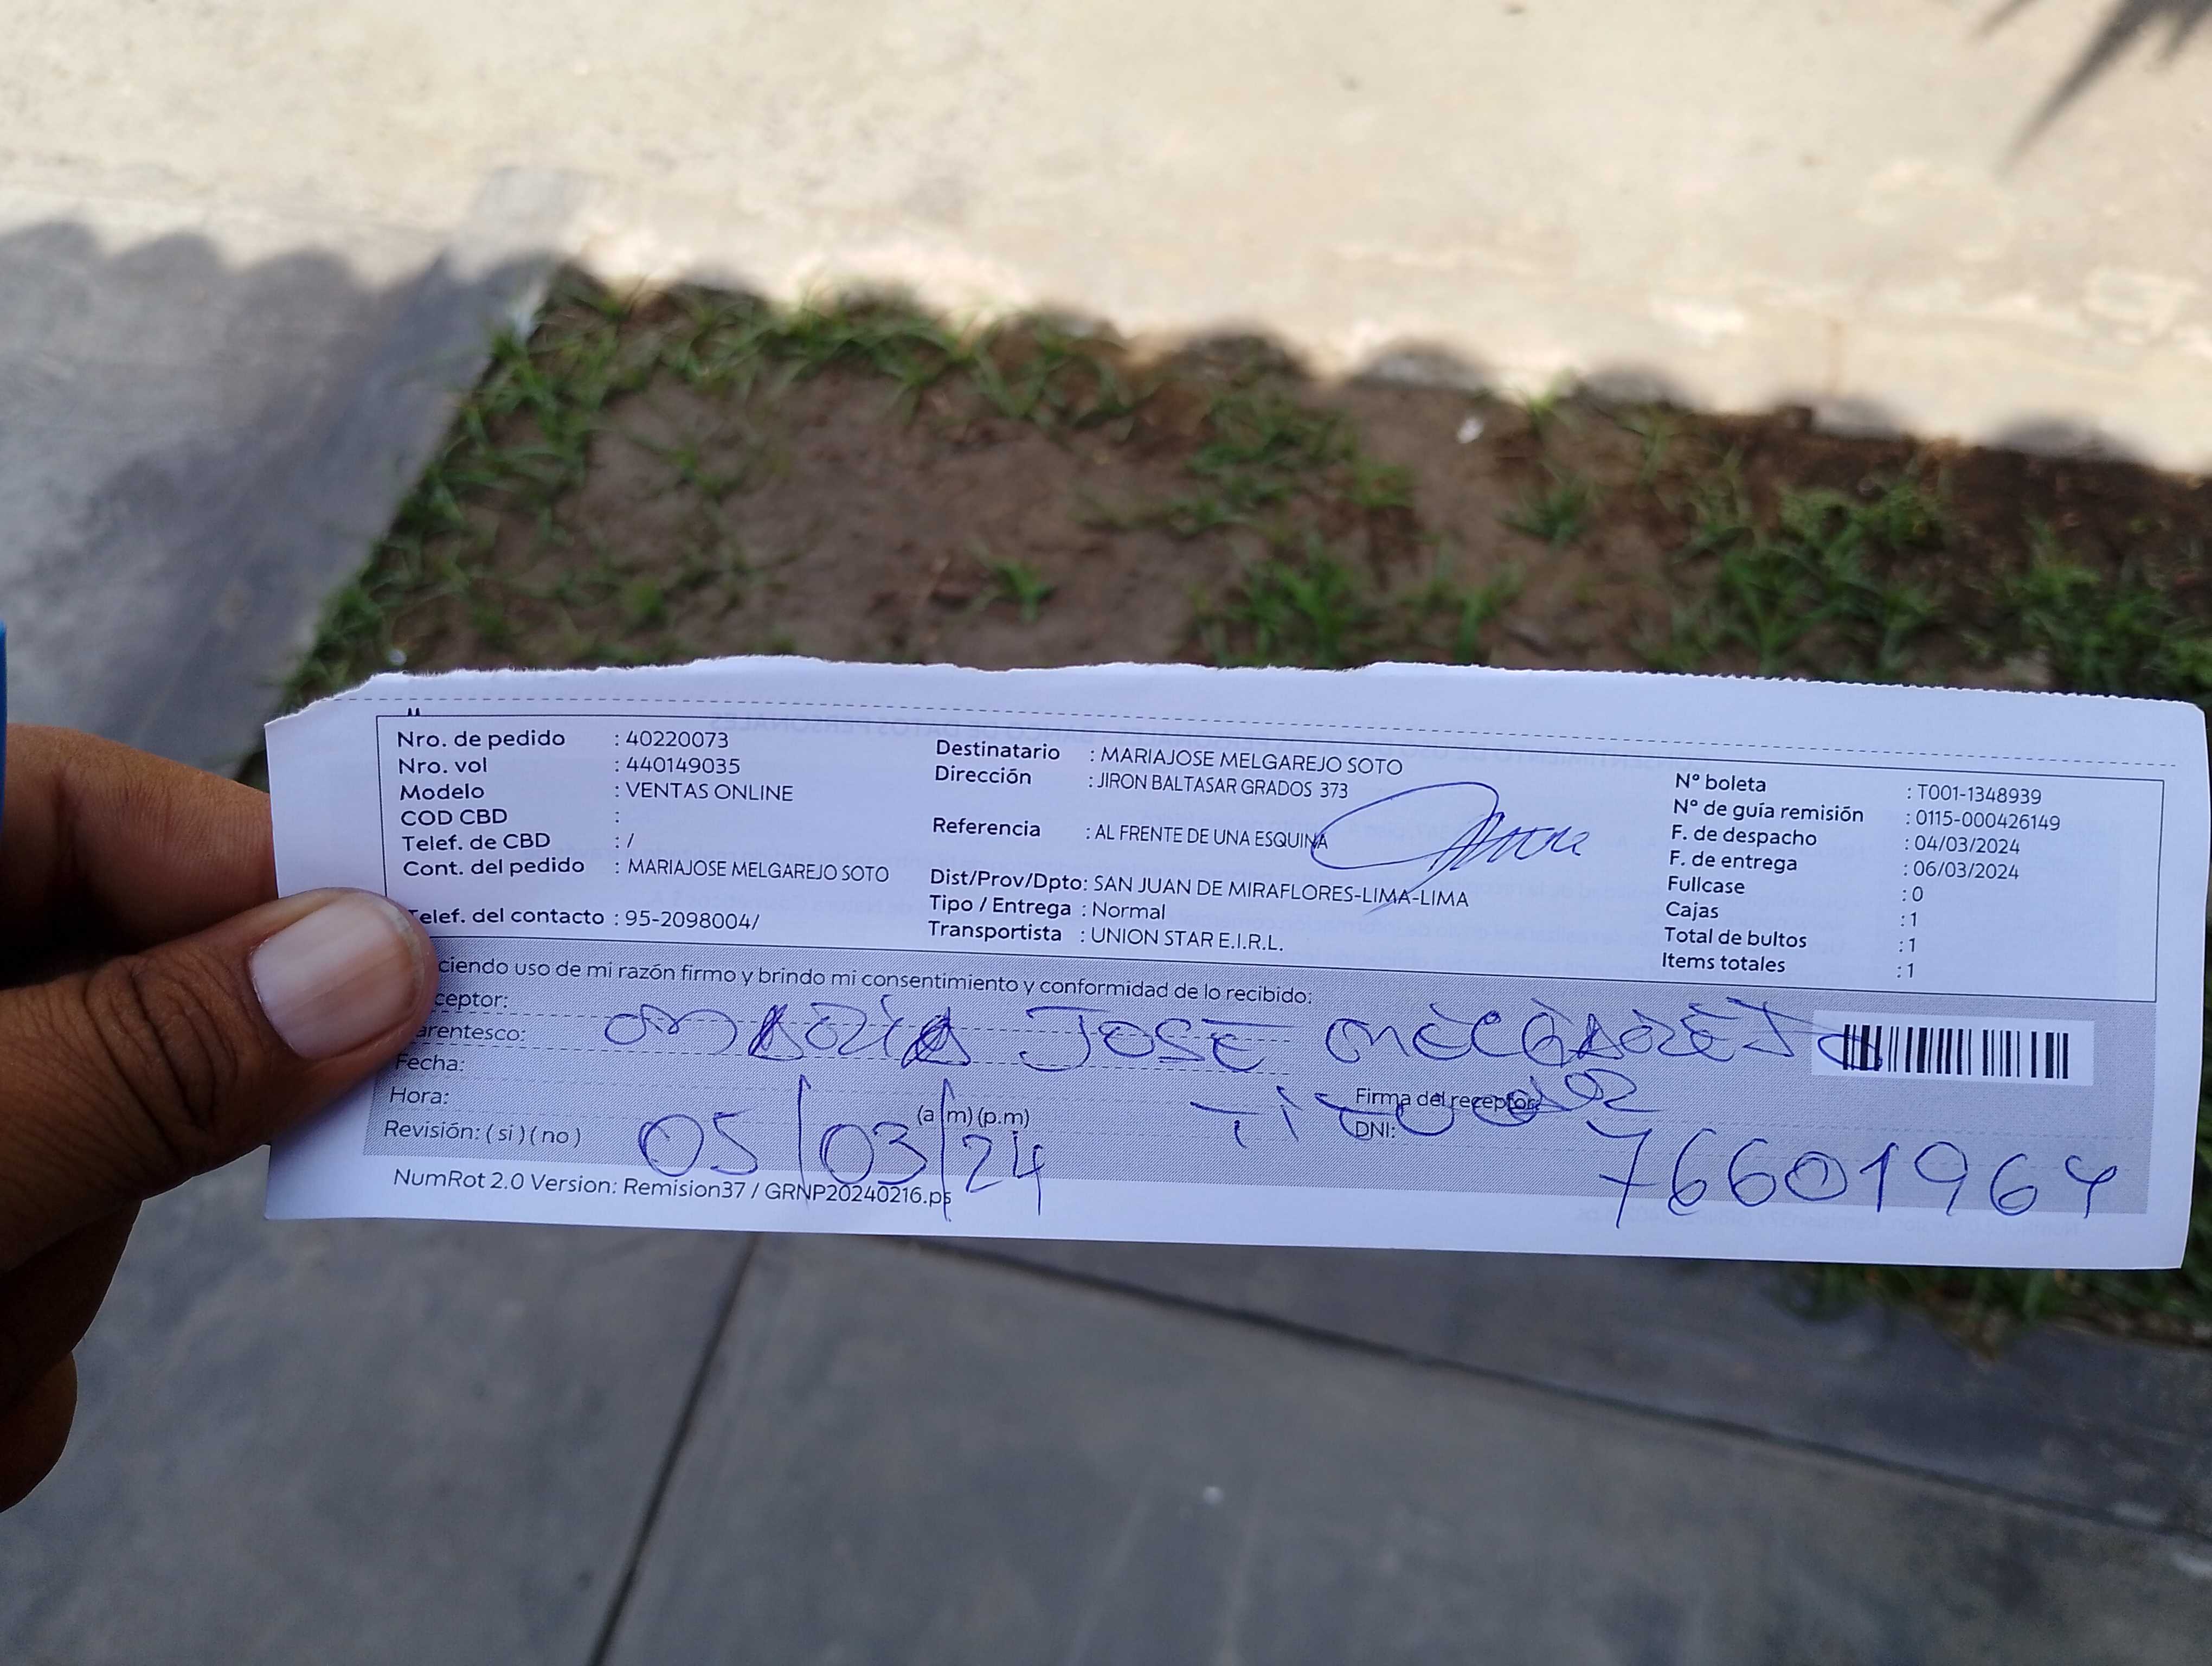 Nro. de pedido : 40220073
Nro. vol : 440149035
Modelo : VENTAS ONLINE
COD CBD :
Telef. de CBD : /
Cont. del pedido : MARIAJOSE MELGAREJO SOTO
Telef. del contacto : 95-2098004/
Destinatario : MARIAJOSE MELGAREJO SOTO
Dirección : JIRON BALTASAR GRADOS 373
Referencia : AL FRENTE DE UNA ESQUINA
Dist/Prov/Dpto: SAN JUAN DE MIRAFLORES-LIMA-LIMA
Tipo / Entrega : Normal
Transportista : UNION STAR E.I.R.L.
N° boleta : T001-1348939
N° de guía remisión : 0115-000426149
F. de despacho : 04/03/2024
F. de entrega : 06/03/2024
Fullcase : 0
Cajas : 1
Total de bultos : 1
Items totales : 1
ciendo uso de mi razón firmo y brindo mi consentimiento y conformidad de lo recibido:
ceptor:
arentesco: MARIA JOSE MELGAREJO
Fecha:
Hora: (a.m) (p.m)
Firma del receptor: TITULAR
Revisión: ( si ) ( no ) 05/03/24
DNI: 76601964
NumRot 2.0 Version: Remision37 / GRNP20240216.ps